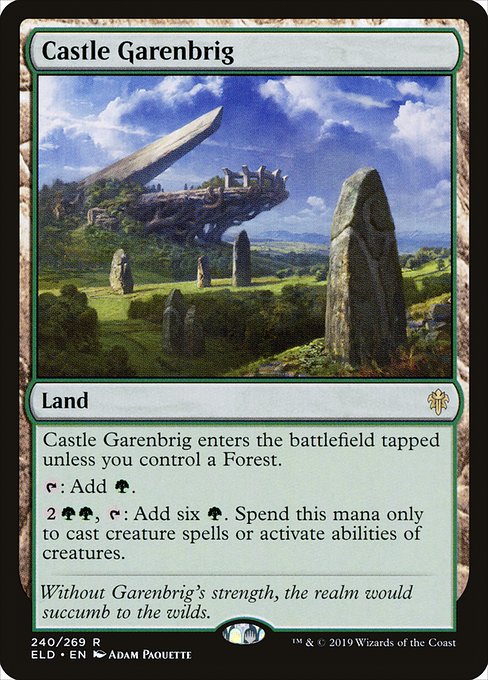 Castle Garenbrig
Land
Castle Garenbrig enters the battlefield tapped
unless you control a Forest.
: Add .
2 , : Add six . Spend this mana only
to cast creature spells or activate abilities of
creatures.
Without Garenbrig's strength, the realm would
succumb to the wilds.
240/269 R
ELD • EN Adam Paquette
™ & © 2019 Wizards of the Coast